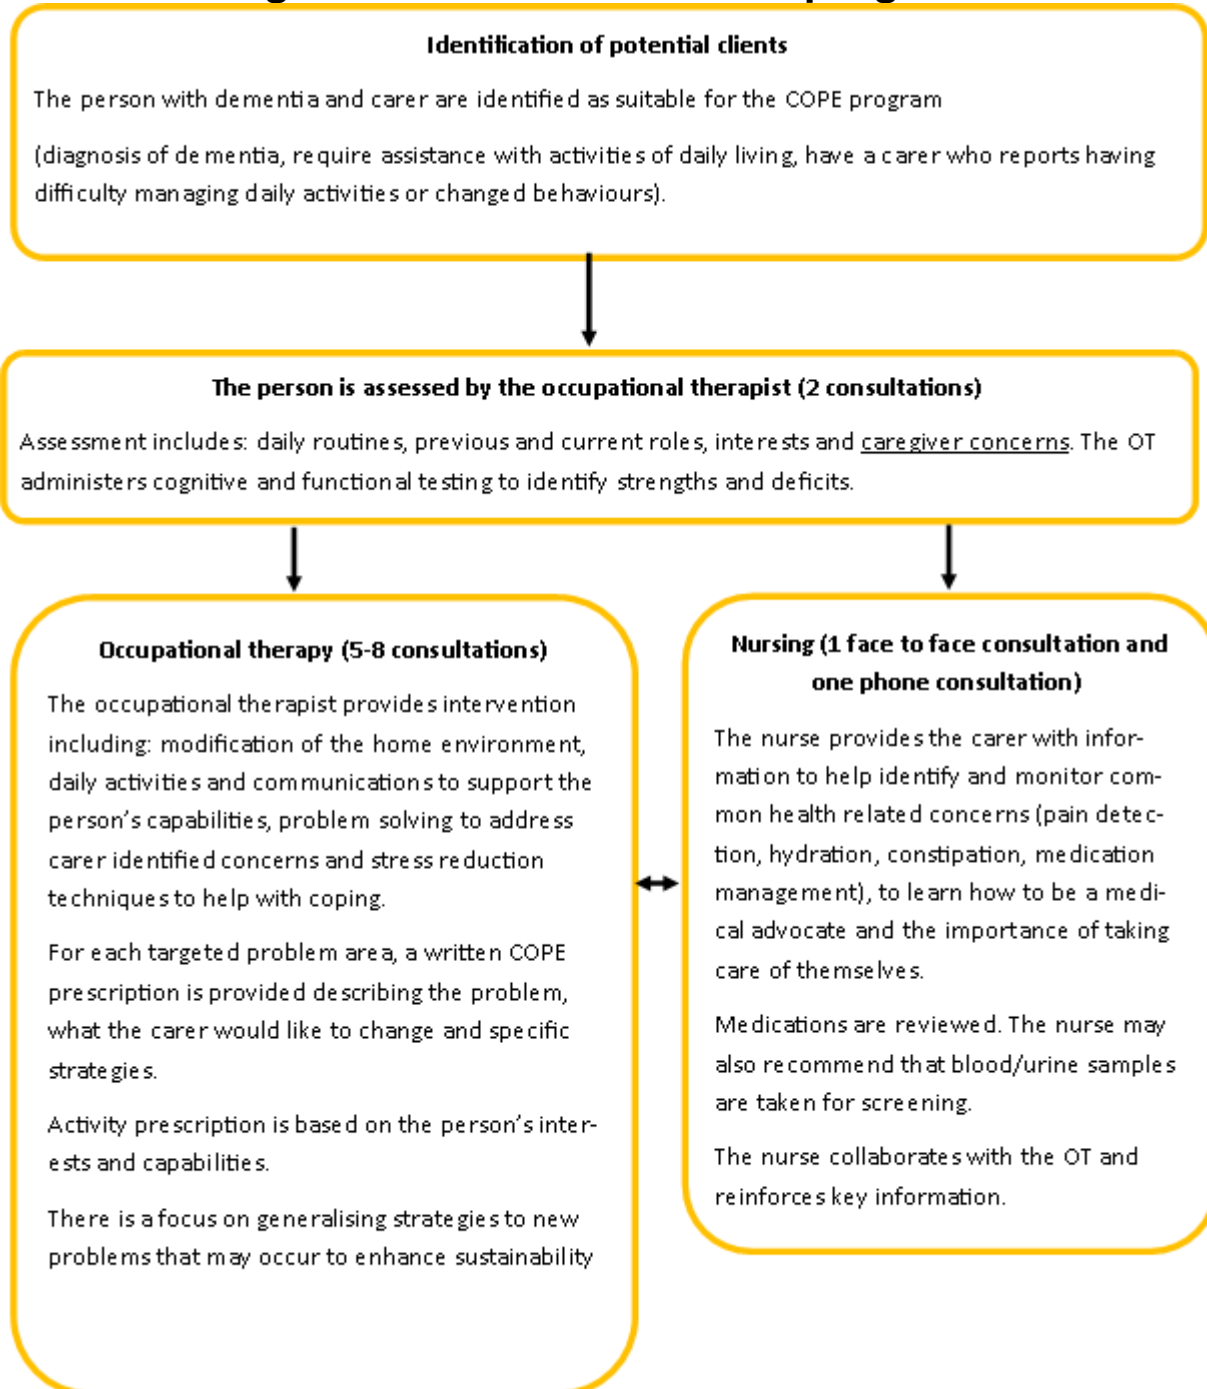 Identification of potential clients
The person with dementia and carer are identified as suitable for the COPE program
(diagnosis of dementia, require assistance with activities of daily living, have a carer who reports having
difficulty managing daily activities or changed behaviours).
The person is assessed by the occupational therapist (2 consultations)
Assessment includes: daily routines, previous and current roles, interests and caregiver concerns. The OT
administers cognitive and functional testing to identify strengths and deficits.
Occupational therapy (5-8 consultations)
The occupational therapist provides intervention
including: modification of the home environment,
daily activities and communications to support the
person's capabilities, problem solving to address
carer identified concerns and stress reduction
techniques to help with coping.
For each targeted problem area, a written COPE
prescription is provided describing the problem,
what the carer would like to change and specific
strategies.
Activity prescription is based on the person's inter-
ests and capabilities.
There is a focus on generalising strategies to new
problems that may occur to enhance sustainability
Nursing (1 face to face consultation and
one phone consultation)
The nurse provides the carer with infor-
mation to help identify and monitor com-
mon health related concerns (pain detec-
tion, hydration, constipation, medication
management), to learn how to be a medi-
cal advocate and the importance of taking
care of themselves.
Medications are reviewed. The nurse may
also recommend that blood/urine samples
are taken for screening.
The nurse collaborates with the OT and
reinforces key information.